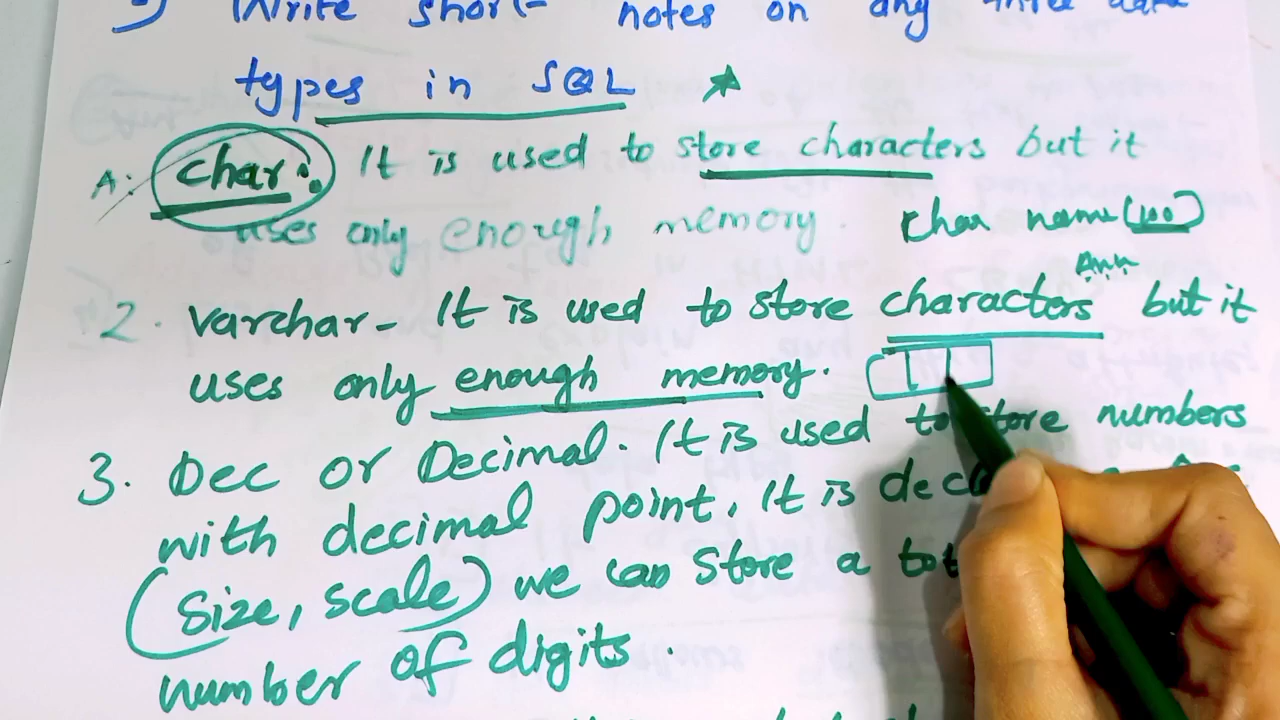 Write short notes on any three data
types in SQL
A: char: It is used to store characters but it
uses only enough memory. char name(100)
Ann
2. varchar - It is used to store characters but it
uses only enough memory.
3. Dec or Decimal. It is used to store numbers
with decimal point. It is
(size, scale) we can store a
number of digits.